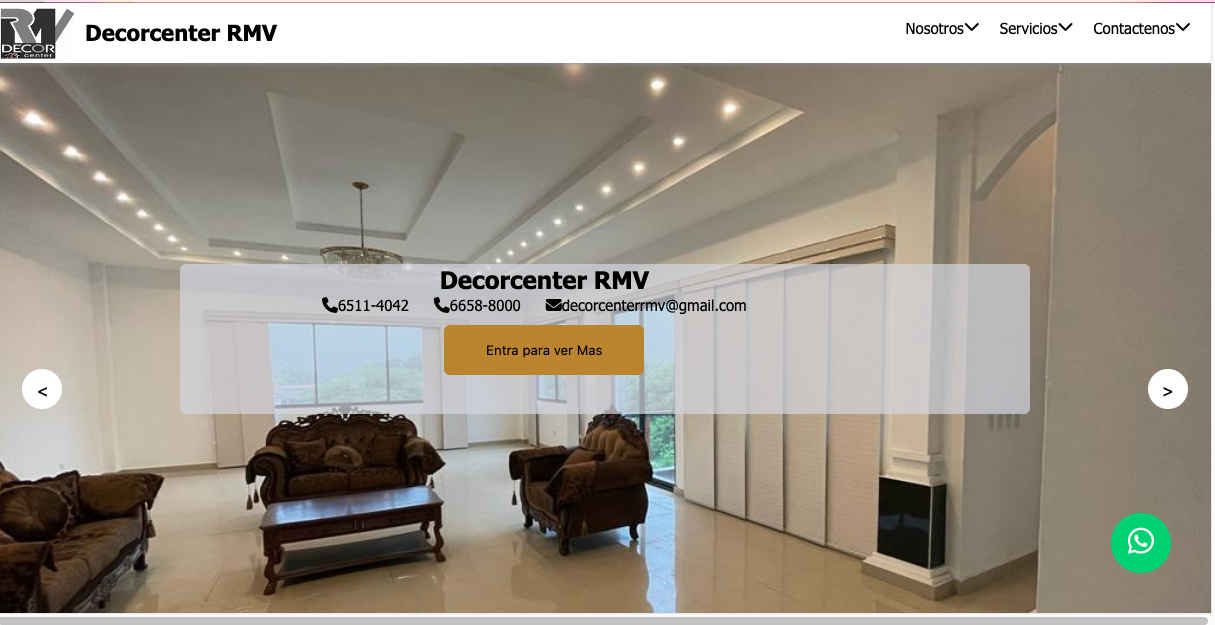 RMV
DECOR
center
Decorcenter RMV
Nosotros
Servicios
Contactenos
Decorcenter RMV
6511-4042 6658-8000 decorcenterrmv@gmail.com
Entra para ver Mas
<
>